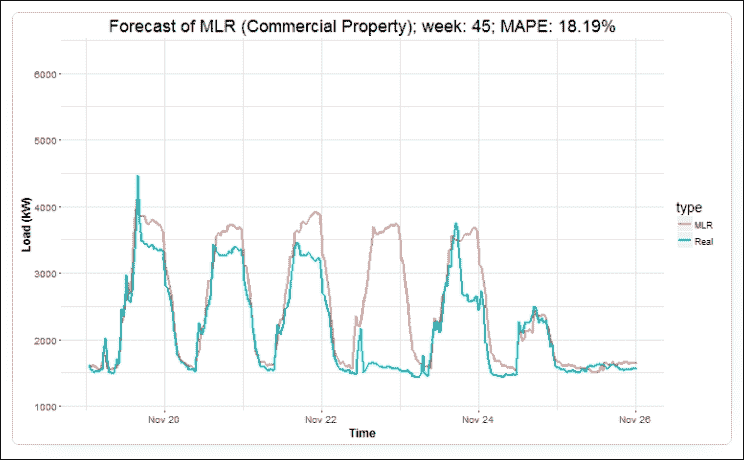 Forecast of MLR (Commercial Property); week: 45; MAPE: 18.19%
6000
5000
4000
3000
2000
1000
Load (kW)
Nov 20
Nov 22
Nov 24
Nov 26
Time
type
MLR
Real